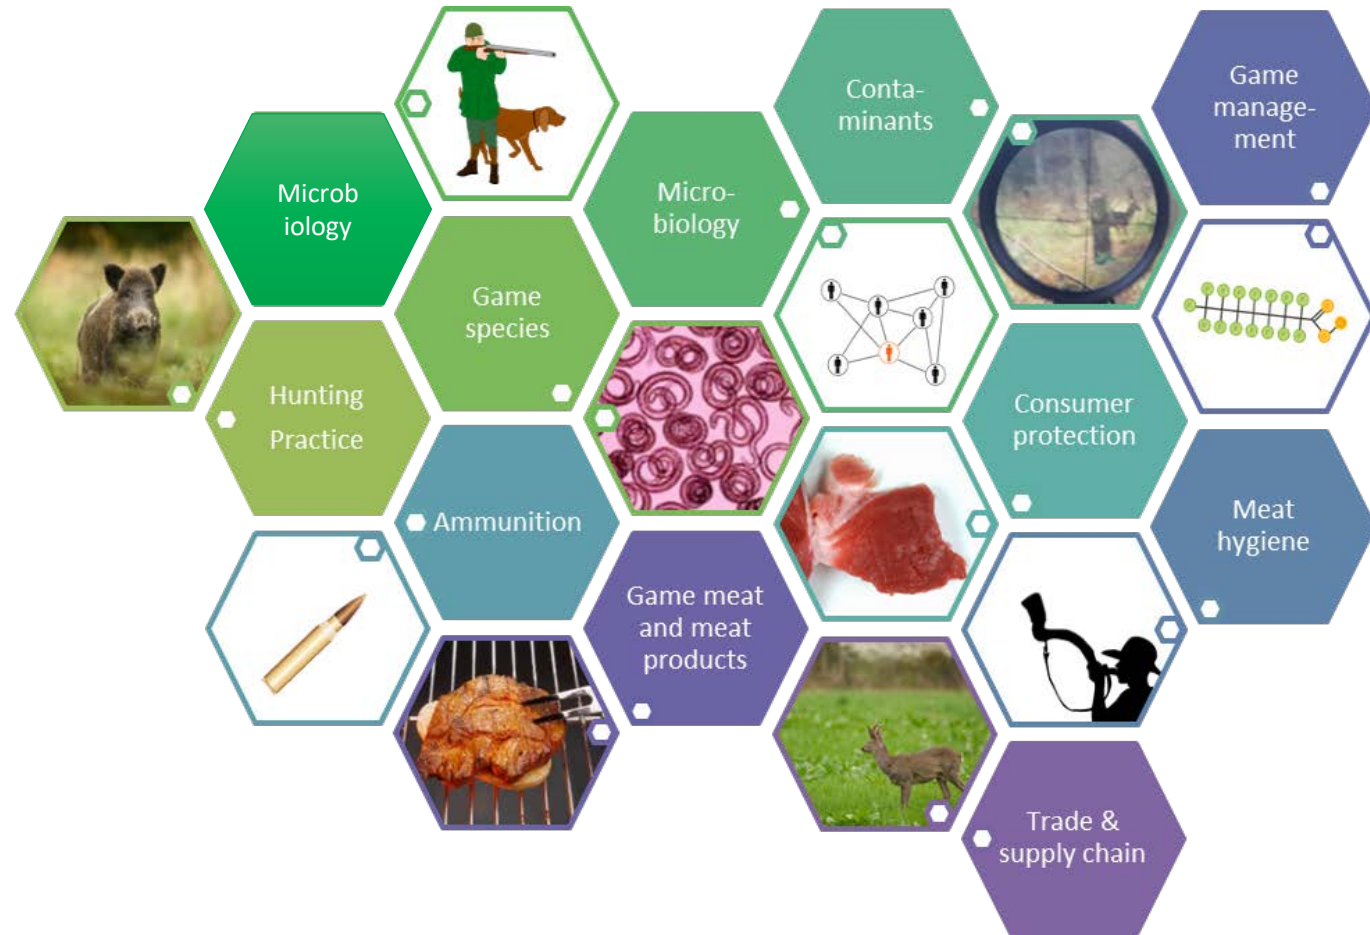 Conta-
minants
Game
manage-
ment
Microb
iology
Micro-
biology
Game
species
Hunting
Practice
Consumer
protection
Ammunition
Meat
hygiene
Game meat
and meat
products
Trade &
supply chain